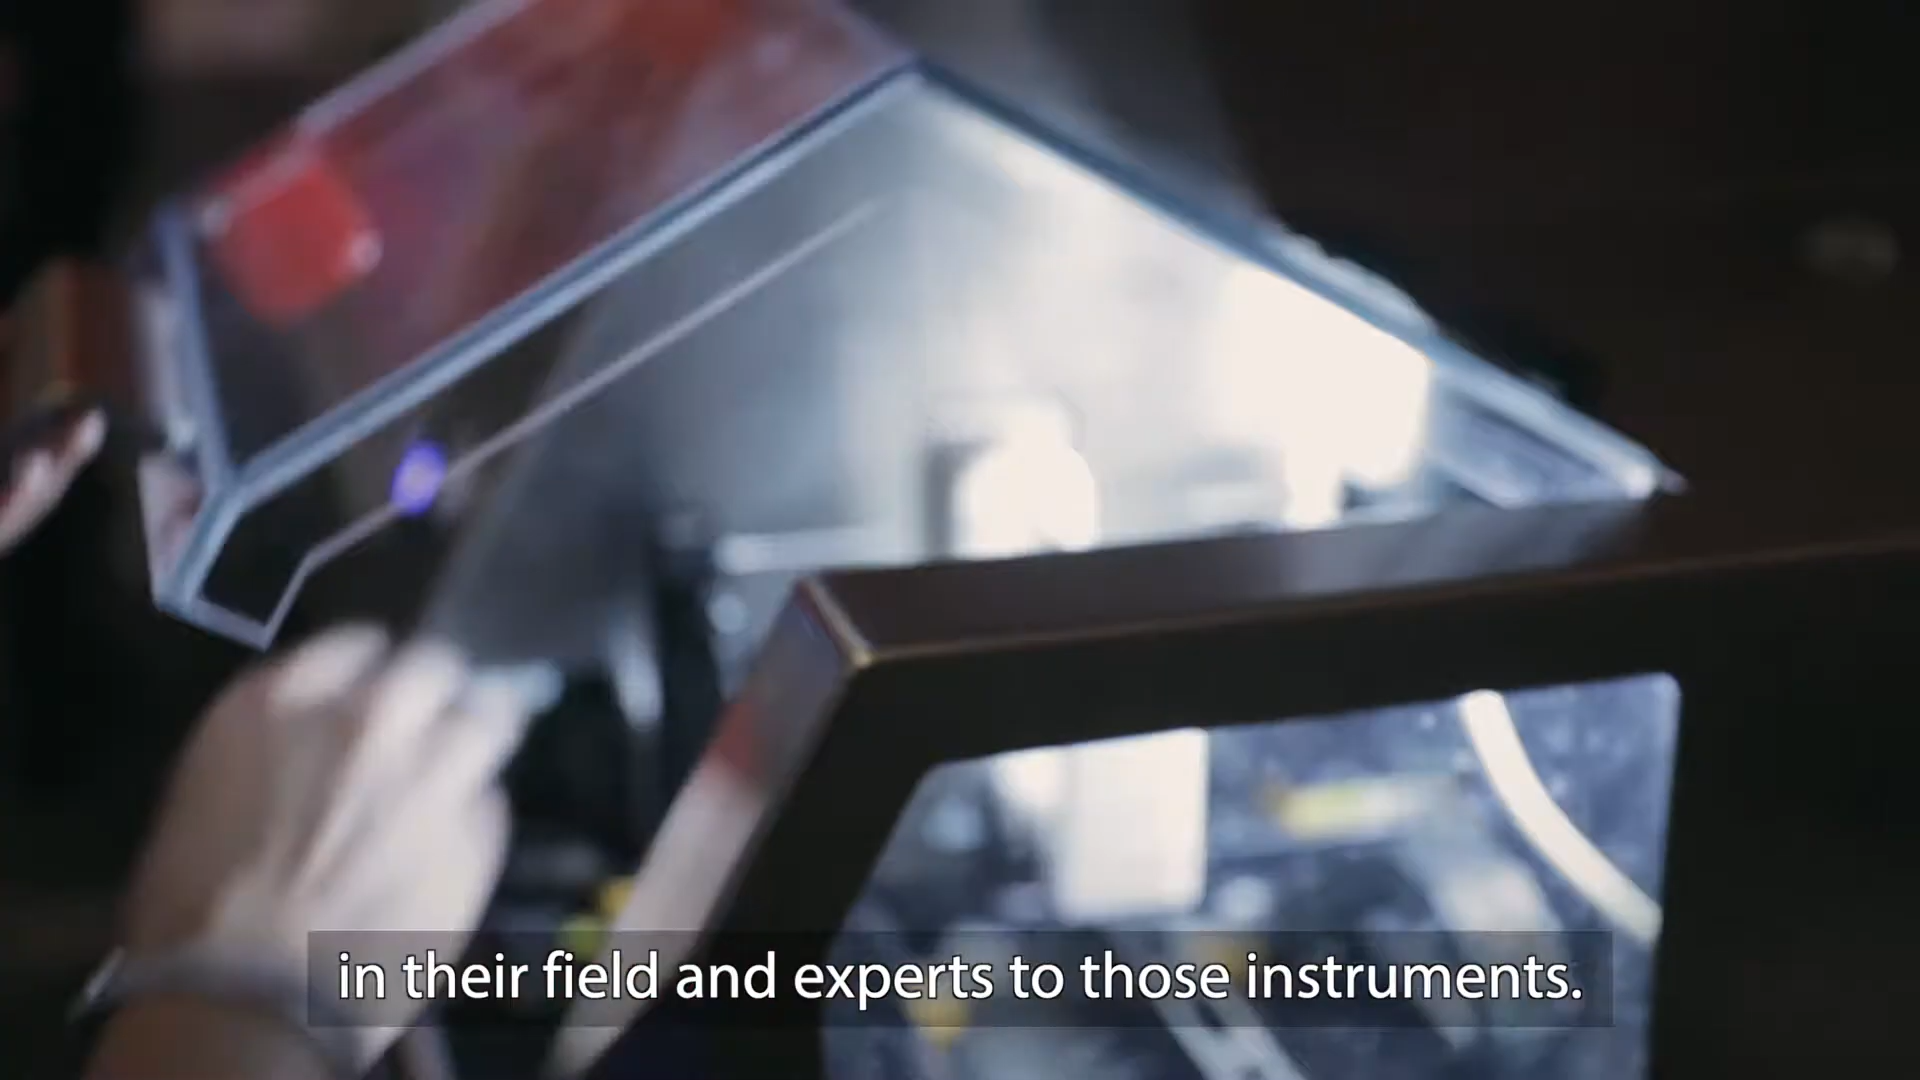 in their field and experts to those instruments.